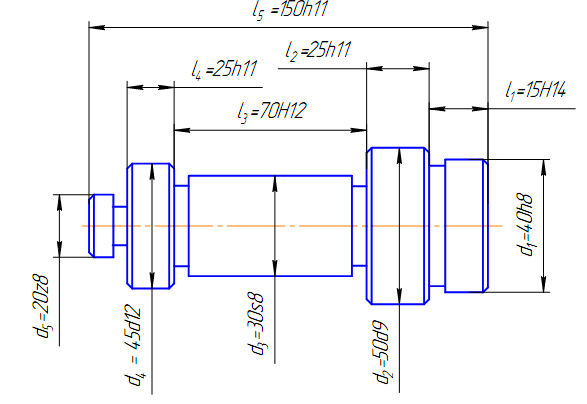 l5 =150h11
l2 =25h11
l4 =25h11
l1=15H14
l3=70H12
d5=20z8
d4 = 45d12
d3=30s8
d2=50d9
d1=40h8